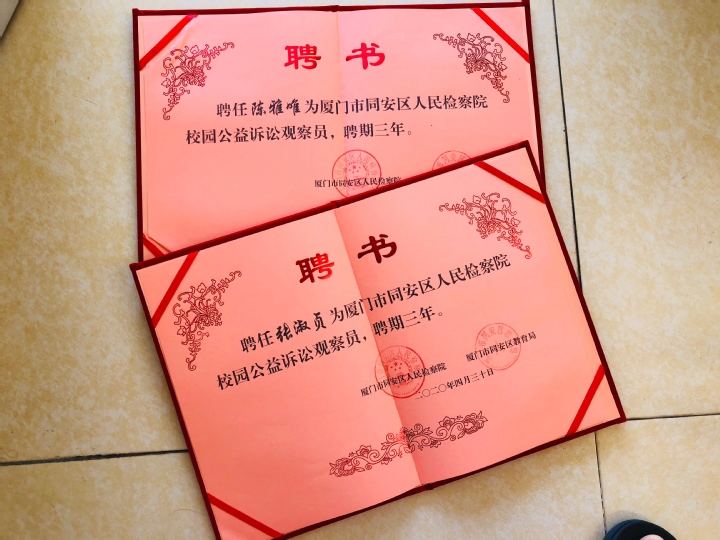 聘书
聘任陈雅唯为厦门市同安区人民检察院
校园公益诉讼观察员，聘期三年。
厦门市同安区人民检察院
聘书
聘任张淑贞为厦门市同安区人民检察院
校园公益诉讼观察员，聘期三年。
厦门市同安区人民检察院
厦门市同安区教育局
二〇二〇年四月三十日